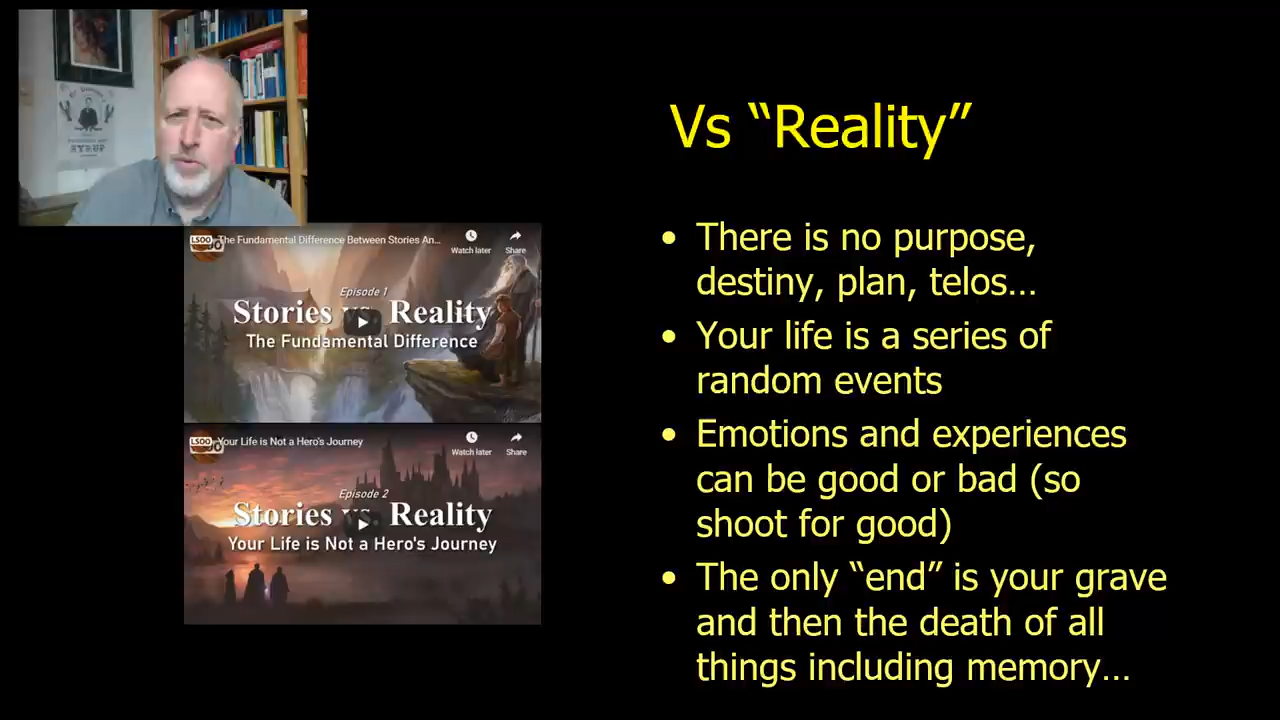 SYRUP
Vs “Reality”
• There is no purpose,
destiny, plan, telos…
• Your life is a series of
random events
• Emotions and experiences
can be good or bad (so
shoot for good)
• The only “end” is your grave
and then the death of all
things including memory…
LSOO
The Fundamental Difference Between Stories An...
Watch later
Share
Episode 1
Stories vs. Reality
The Fundamental Difference
LSOO
Your Life is Not a Hero's Journey
Watch later
Share
Episode 2
Stories vs. Reality
Your Life is Not a Hero's Journey